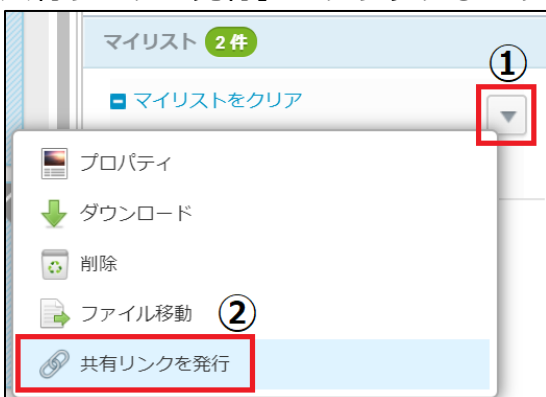 マイリスト 2件
①
マイリストをクリア
プロパティ
ダウンロード
削除
ファイル移動 ②
共有リンクを発行